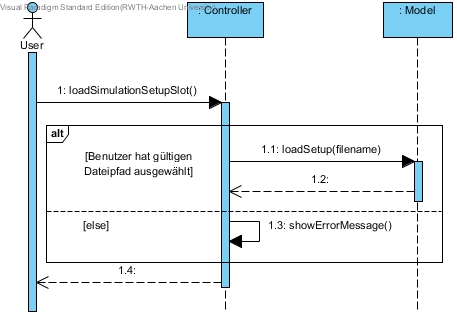 Visual Paradigm Standard Edition(RWTH-Aachen
: Controller
: Model
User
1: loadSimulationSetupSlot()
alt
1.1: loadSetup(filename)
[Benutzer hat gültigen
Dateipfad ausgewählt]
1.2:
[else]
1.3: showErrorMessage()
1.4: